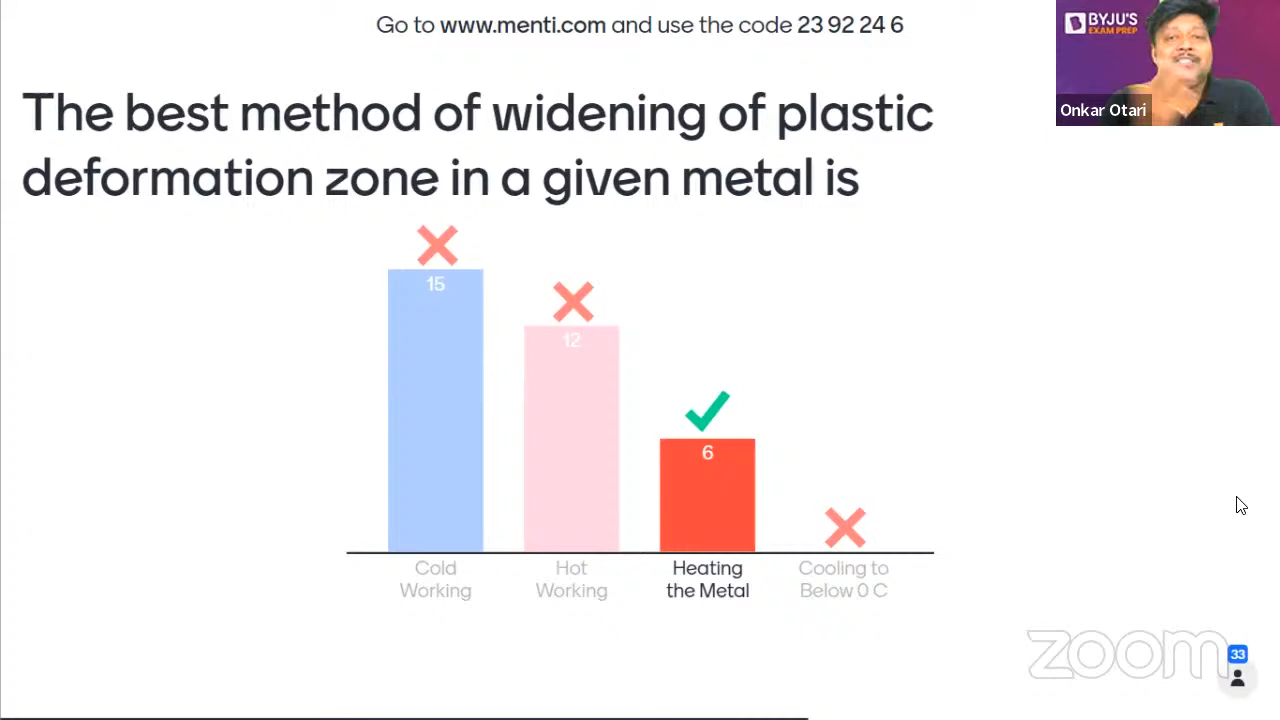 Go to www.menti.com and use the code 23 92 24 6
BYJU'S
EXAM PREP
Onkar Otari
The best method of widening of plastic
deformation zone in a given metal is
15
12
6
Cold
Working
Hot
Working
Heating
the Metal
Cooling to
Below 0 C
zoom
33